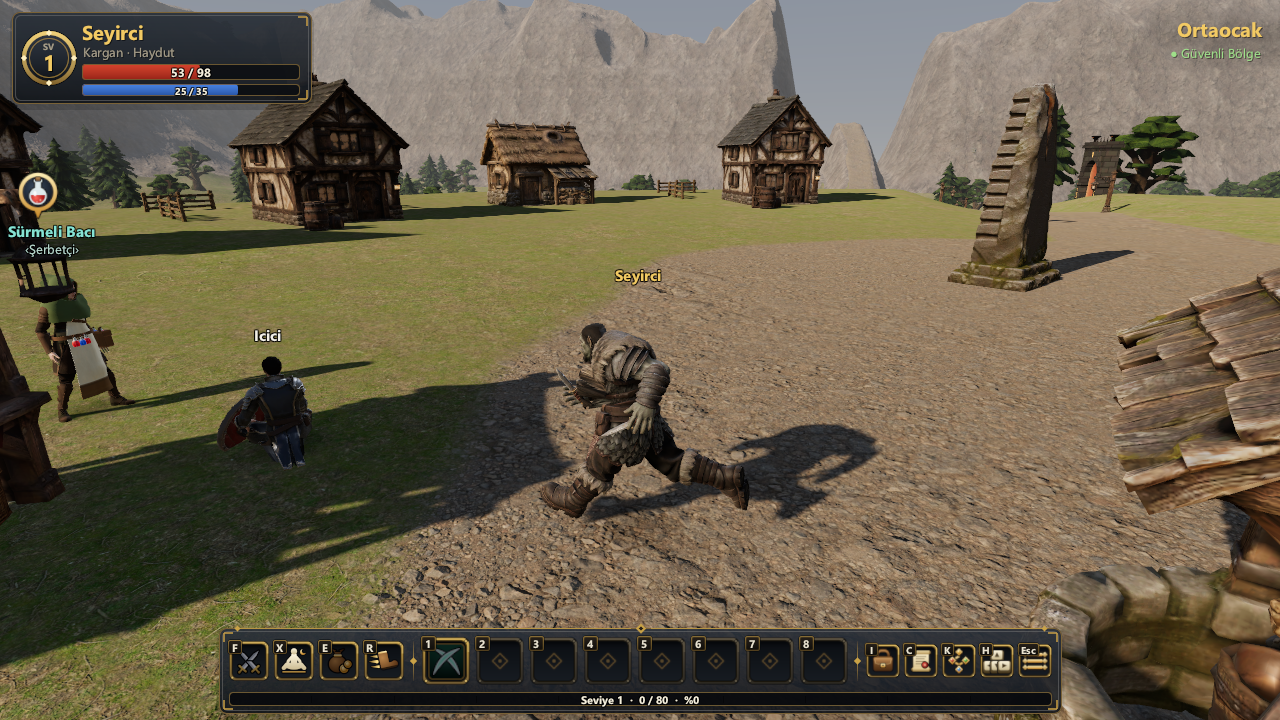 SV
1
Seyirci
Kargan · Haydut
53 / 98
25 / 35
Ortaocak
Güvenli Bölge
Sürmeli Bacı
‹Şerbetçi›
Seyirci
Icici
F
X
E
R
1
2
3
4
5
6
7
8
I
C
K
H
Esc
Seviye 1 · 0 / 80 · %0